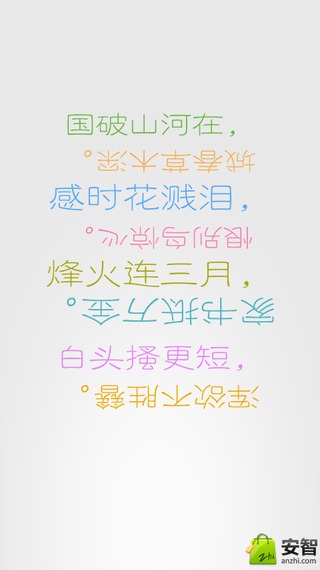 国破山河在，
城春草木深。
感时花溅泪，
恨别鸟惊心。
烽火连三月，
家书抵万金。
白头搔更短，
浑欲不胜簪。
安智
zhi
anzhi.com